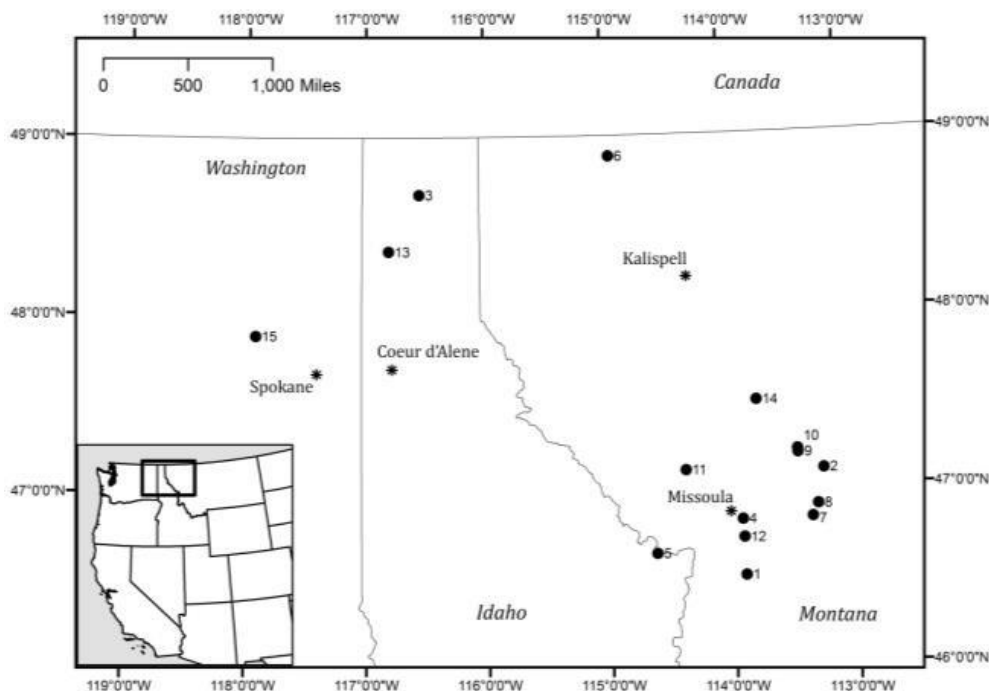 119°0'0"W 118°0'0"W 117°0'0"W 116°0'0"W 115°0'0"W 114°0'0"W 113°0'0"W
0 500 1,000 Miles
Canada
49°0'0"N 49°0'0"N
Washington
6
3
13
Kalispell
48°0'0"N 48°0'0"N
15
Coeur d'Alene
Spokane
14
10
9
2
11
47°0'0"N 47°0'0"N
Missoula
8
7
4
12
5
1
Idaho
Montana
46°0'0"N
119°0'0"W 118°0'0"W 117°0'0"W 116°0'0"W 115°0'0"W 114°0'0"W 113°0'0"W